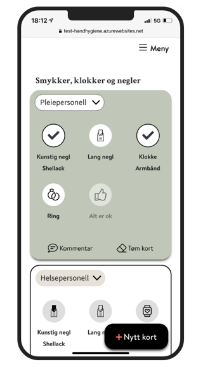 18:12
5G
test-handhygiene.azurewebsites.net
Meny
Smykker, klokker og negler
Pleiepersonell
Kunstig negl
Shellack
Lang negl
Klokke
Armbånd
Ring
Alt er ok
Kommentar
Tøm kort
Helsepersonell
Kunstig negl
Shellack
Lang
+ Nytt kort